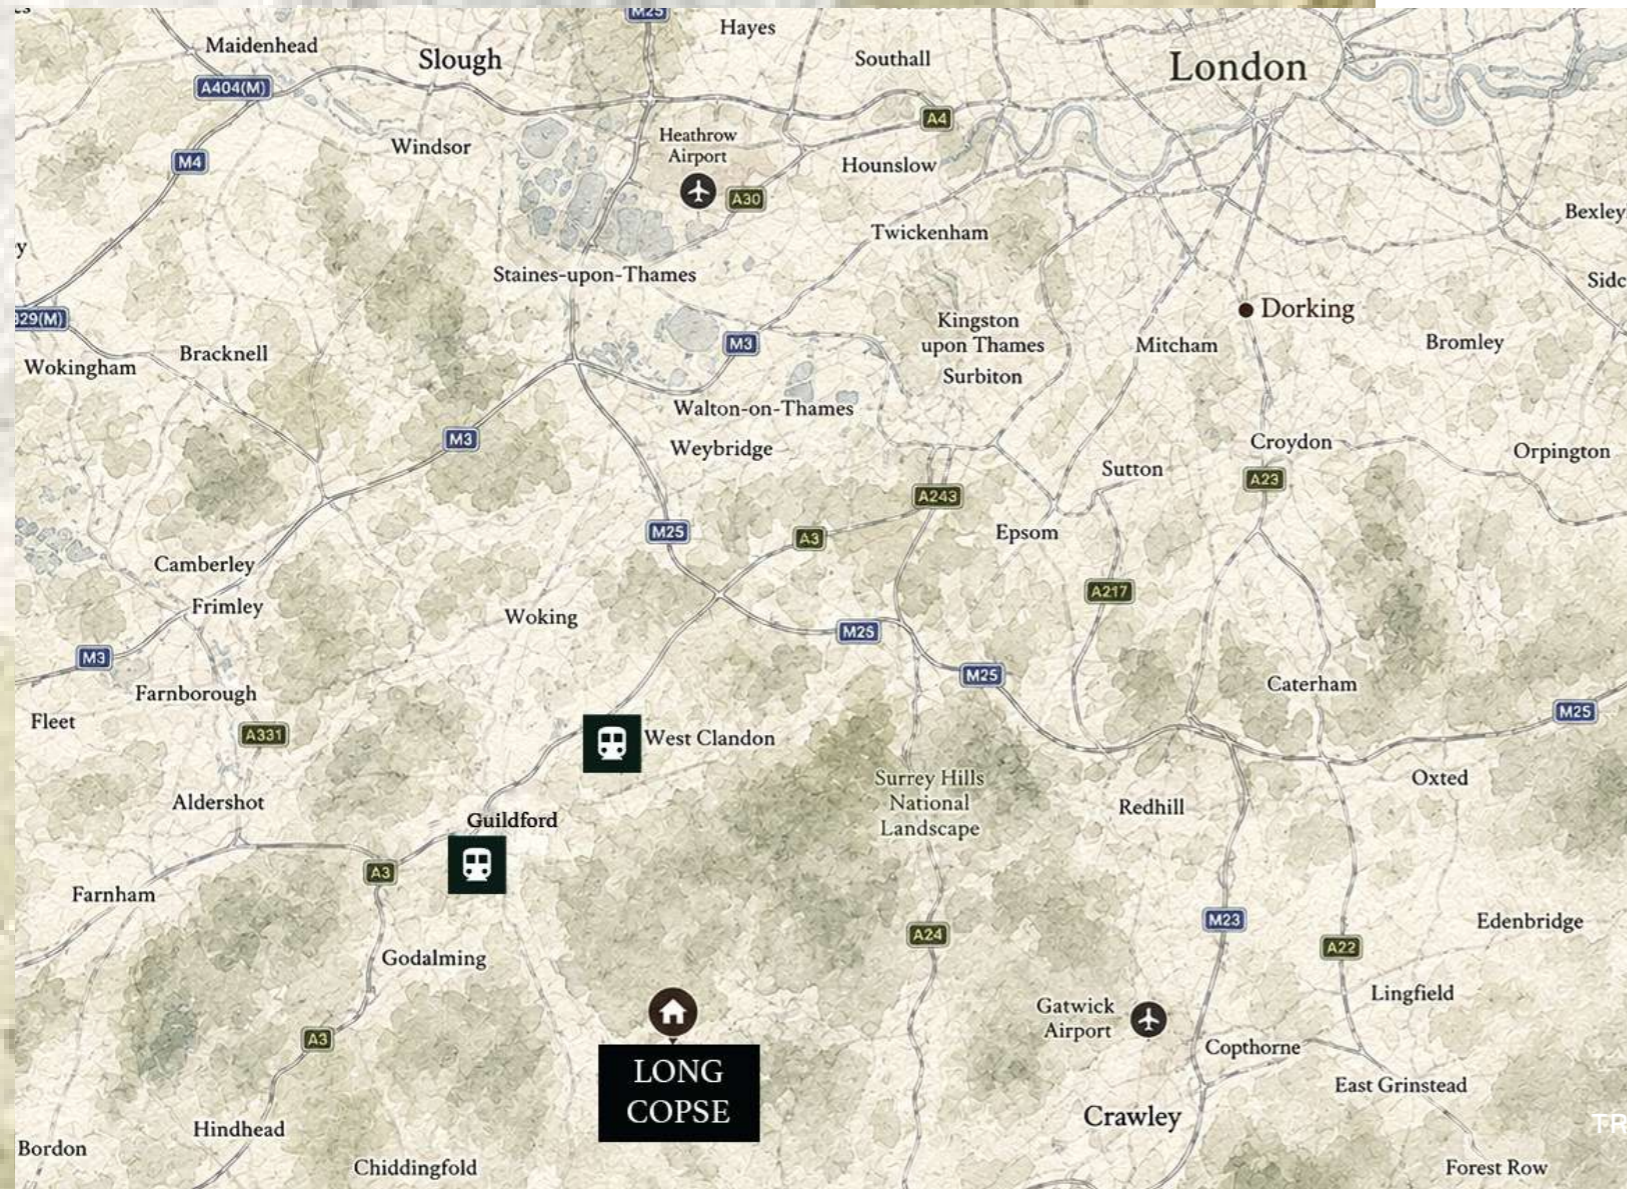 M25
Hayes
Maidenhead
Slough
Southall
London
A404(M)
A4
Windsor
Heathrow
Airport
M4
Hounslow
A30
Bexley
Twickenham
Staines-upon-Thames
Sidc
Dorking
329(M)
Kingston
upon Thames
M3
Mitcham
Bromley
Wokingham
Bracknell
Surbiton
Walton-on-Thames
M3
Weybridge
Croydon
Orpington
Sutton
A23
A243
M25
A3
Epsom
Camberley
A217
Frimley
Woking
M25
M3
M25
Farnborough
Caterham
Fleet
A331
West Clandon
M25
Surrey Hills
National
Landscape
Oxted
Aldershot
Redhill
Guildford
A3
Farnham
M23
Edenbridge
A24
A22
Godalming
Lingfield
Gatwick
Airport
A3
Copthorne
LONG
COPSE
East Grinstead
Crawley
TR
Hindhead
Bordon
Chiddingfold
Forest Row